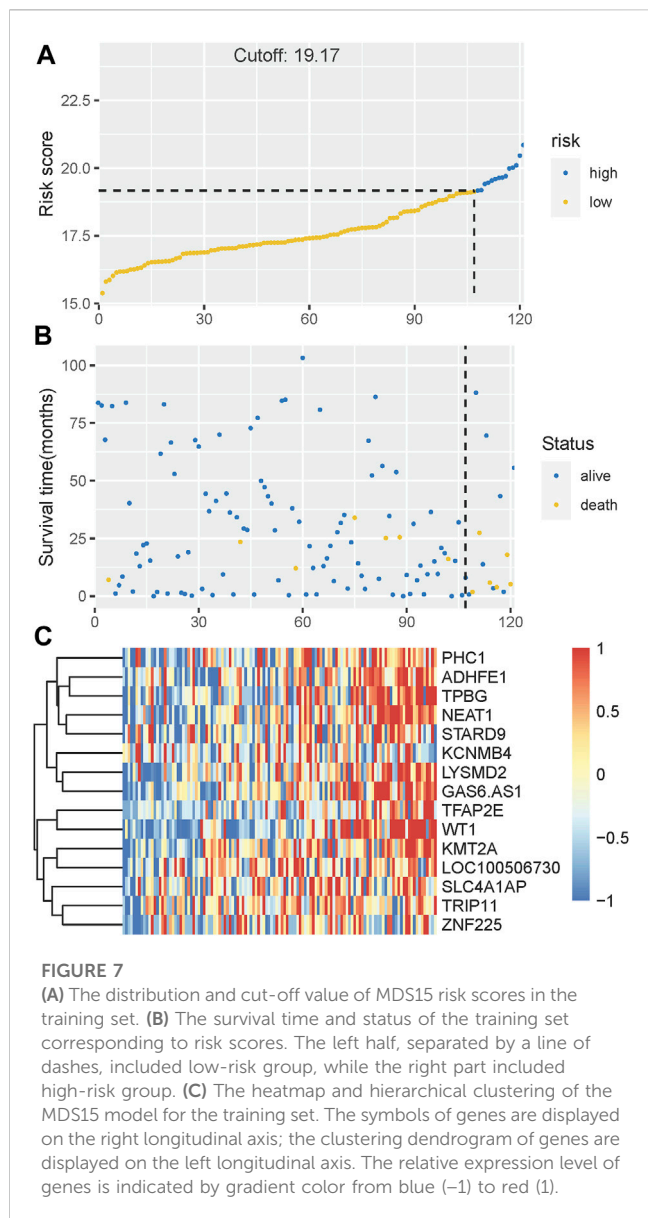 A
Cutoff: 19.17
22.5
20.0
17.5
15.0
Risk score
0 30 60 90 120
risk
high
low
B
100
75
50
25
0
Survival time(months)
0 30 60 90 120
Status
alive
death
C
PHC1
ADHFE1
TPBG
NEAT1
STARD9
KCNMB4
LYSMD2
GAS6.AS1
TFAP2E
WT1
KMT2A
LOC100506730
SLC4A1AP
TRIP11
ZNF225
1
0.5
0
−0.5
−1
FIGURE 7
(A) The distribution and cut-off value of MDS15 risk scores in the
training set. (B) The survival time and status of the training set
corresponding to risk scores. The left half, separated by a line of
dashes, included low-risk group, while the right part included
high-risk group. (C) The heatmap and hierarchical clustering of the
MDS15 model for the training set. The symbols of genes are displayed
on the right longitudinal axis; the clustering dendrogram of genes are
displayed on the left longitudinal axis. The relative expression level of
genes is indicated by gradient color from blue (−1) to red (1).